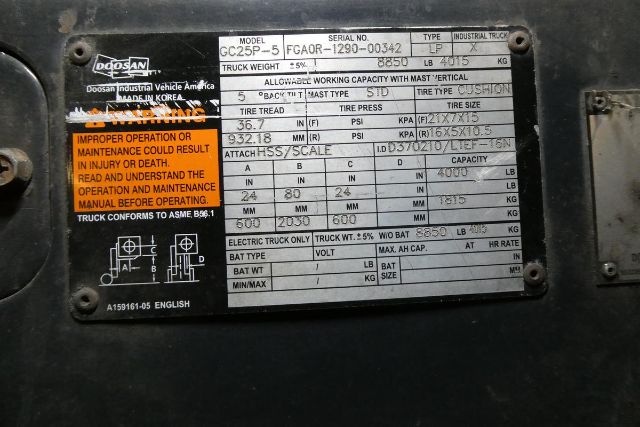 DOOSAN
Doosan Industrial Vehicle America
MADE IN KOREA
WARNING
IMPROPER OPERATION OR
MAINTENANCE COULD RESULT
IN INJURY OR DEATH.
READ AND UNDERSTAND THE
OPERATION AND MAINTENANCE
MANUAL BEFORE OPERATING.
TRUCK CONFORMS TO ASME B56.1
A
C
B
D
A159161-05 ENGLISH
MODEL SERIAL NO. TYPE INDUSTRIAL TRUCK
GC25P-5 FGA0R-1290-00342 LP X
TRUCK WEIGHT ±5% 8850 LB 4015 KG
ALLOWABLE WORKING CAPACITY WITH MAST VERTICAL
5 °BACK TILT MAST TYPE STD TIRE TYPE CUSHION
TIRE TREAD TIRE PRESS TIRE SIZE
36.7 IN (F) PSI KPA (F) 21X7X15
932.18 MM (R) PSI KPA (R) 16X5X10.5
ATTACH HSS/SCALE I.D D370210/LTEF-16N
A B C CAPACITY
IN IN IN 4000 LB
24 80 24
MM MM MM 1815 KG
600 2030 600
ELECTRIC TRUCK ONLY TRUCK WT. ±5% W/O BAT 8850 LB 4015 KG
BAT TYPE VOLT MAX. AH CAP. AT HR RATE
BAT WT / LB BAT SIZE IN
MIN/MAX / KG MM